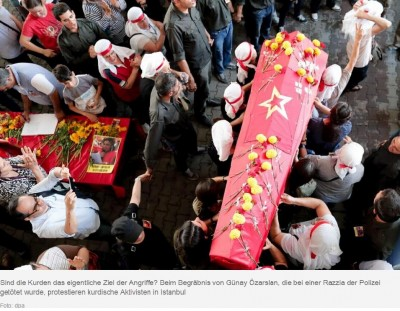 Sind die Kurden das eigentliche Ziel der Angriffe? Beim Begräbnis von Günay Özarslan, die bei einer Razzia der Polizei
getötet wurde, protestieren kurdische Aktivisten in Istanbul
Foto: dpa